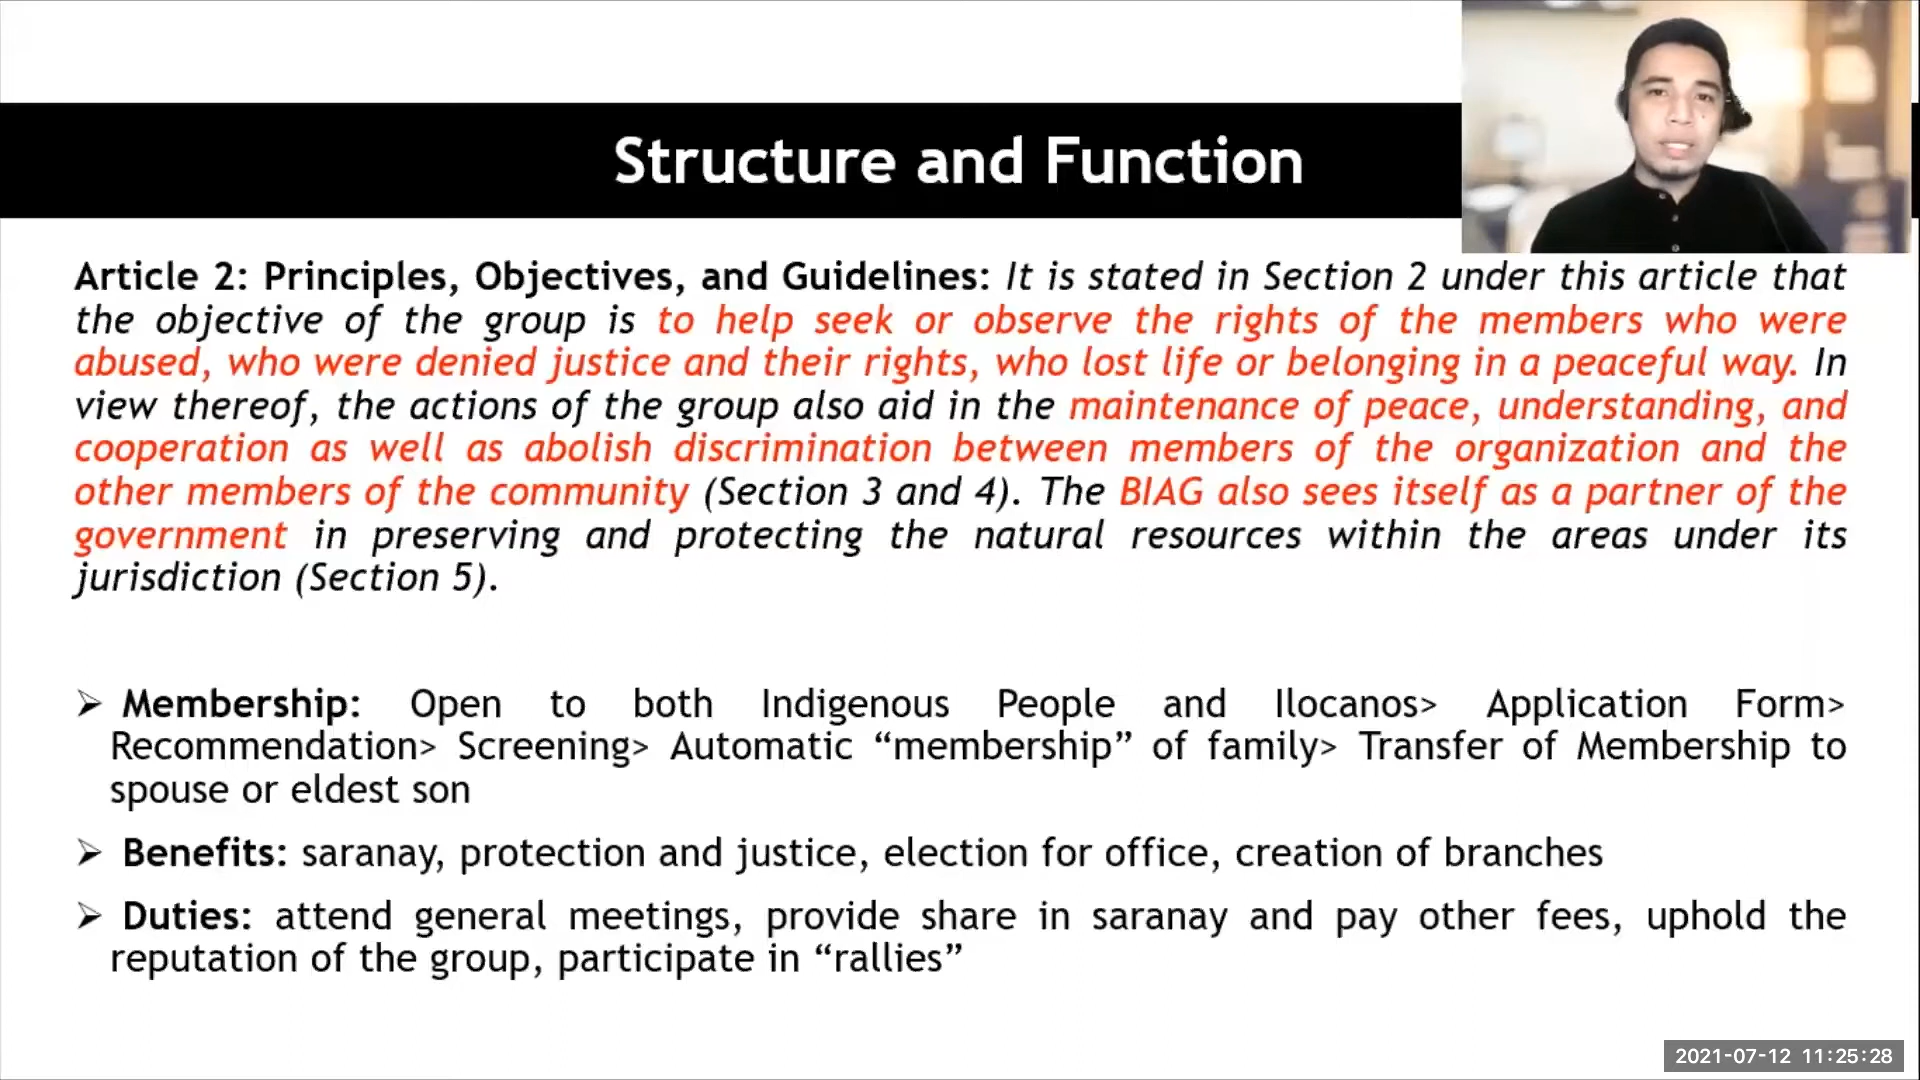 Structure and Function
Article 2: Principles, Objectives, and Guidelines: It is stated in Section 2 under this article that
the objective of the group is to help seek or observe the rights of the members who were
abused, who were denied justice and their rights, who lost life or belonging in a peaceful way. In
view thereof, the actions of the group also aid in the maintenance of peace, understanding, and
cooperation as well as abolish discrimination between members of the organization and the
other members of the community (Section 3 and 4). The BIAG also sees itself as a partner of the
government in preserving and protecting the natural resources within the areas under its
jurisdiction (Section 5).
➢ Membership: Open to both Indigenous People and Ilocanos> Application Form>
Recommendation> Screening> Automatic “membership” of family> Transfer of Membership to
spouse or eldest son
➢ Benefits: saranay, protection and justice, election for office, creation of branches
➢ Duties: attend general meetings, provide share in saranay and pay other fees, uphold the
reputation of the group, participate in “rallies”
2021-07-12 11:25:28